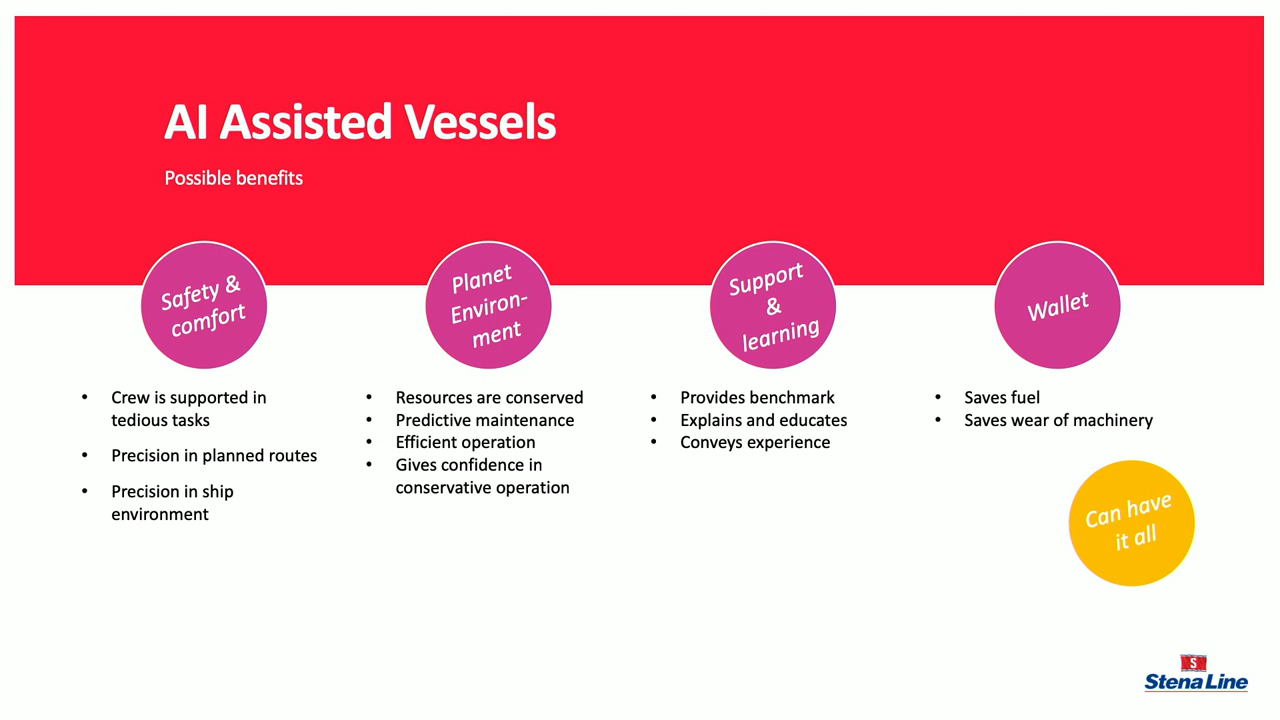 AI Assisted Vessels
Possible benefits
Safety &
comfort
Planet
Environ-
ment
Support
&
learning
Wallet
• Crew is supported in
tedious tasks
• Precision in planned routes
• Precision in ship
environment
• Resources are conserved
• Predictive maintenance
• Efficient operation
• Gives confidence in
conservative operation
• Provides benchmark
• Explains and educates
• Conveys experience
• Saves fuel
• Saves wear of machinery
Can have
it all
S
Stena Line